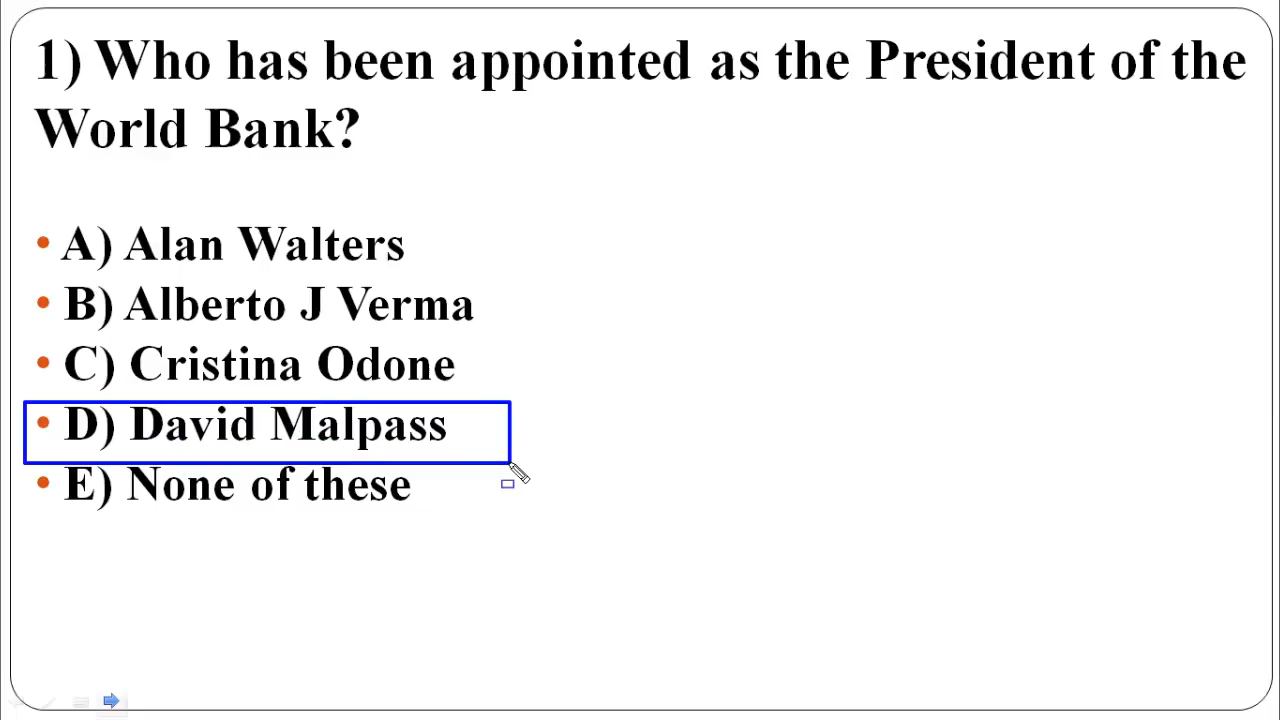 1) Who has been appointed as the President of the
World Bank?
• A) Alan Walters
• B) Alberto J Verma
• C) Cristina Odone
• D) David Malpass
• E) None of these